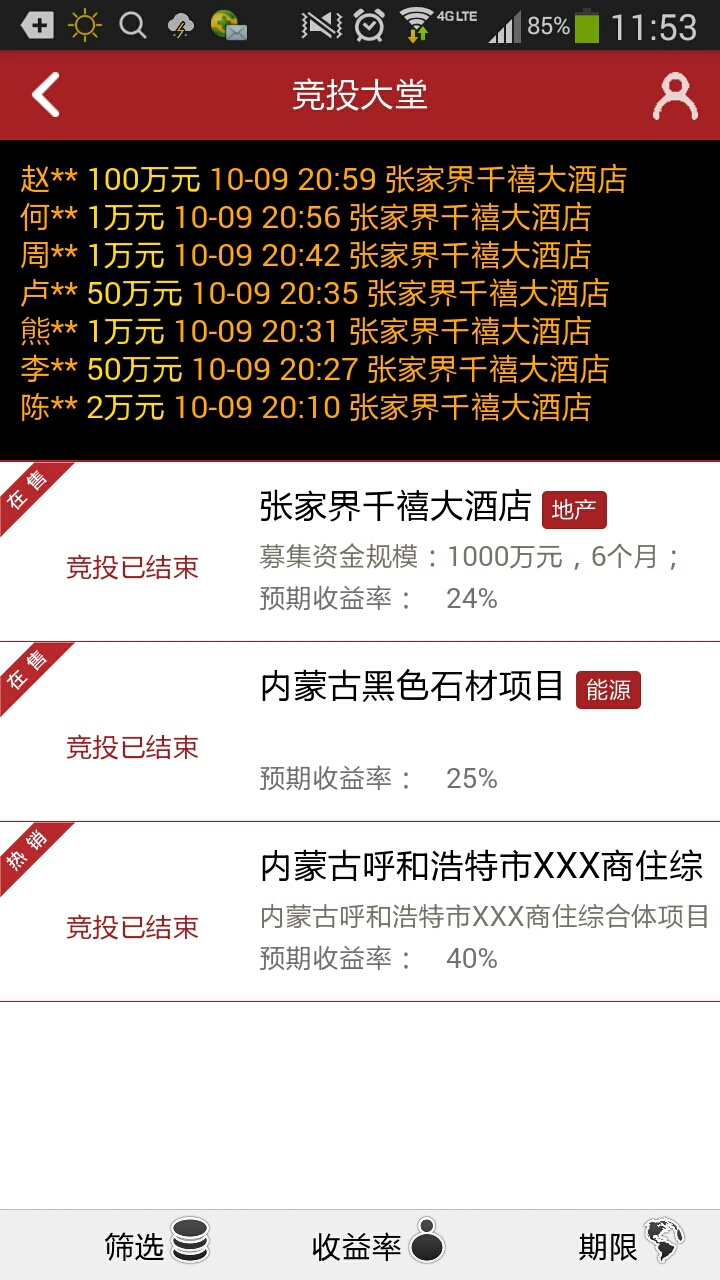 4G LTE 85% 11:53
竞投大堂
赵** 100万元 10-09 20:59 张家界千禧大酒店
何** 1万元 10-09 20:56 张家界千禧大酒店
周** 1万元 10-09 20:42 张家界千禧大酒店
卢** 50万元 10-09 20:35 张家界千禧大酒店
熊** 1万元 10-09 20:31 张家界千禧大酒店
李** 50万元 10-09 20:27 张家界千禧大酒店
陈** 2万元 10-09 20:10 张家界千禧大酒店
在售
张家界千禧大酒店 地产
竞投已结束
募集资金规模：1000万元，6个月；
预期收益率： 24%
在售
内蒙古黑色石材项目 能源
竞投已结束
预期收益率： 25%
热销
内蒙古呼和浩特市XXX商住综
竞投已结束
内蒙古呼和浩特市XXX商住综合体项目
预期收益率： 40%
筛选 收益率 期限